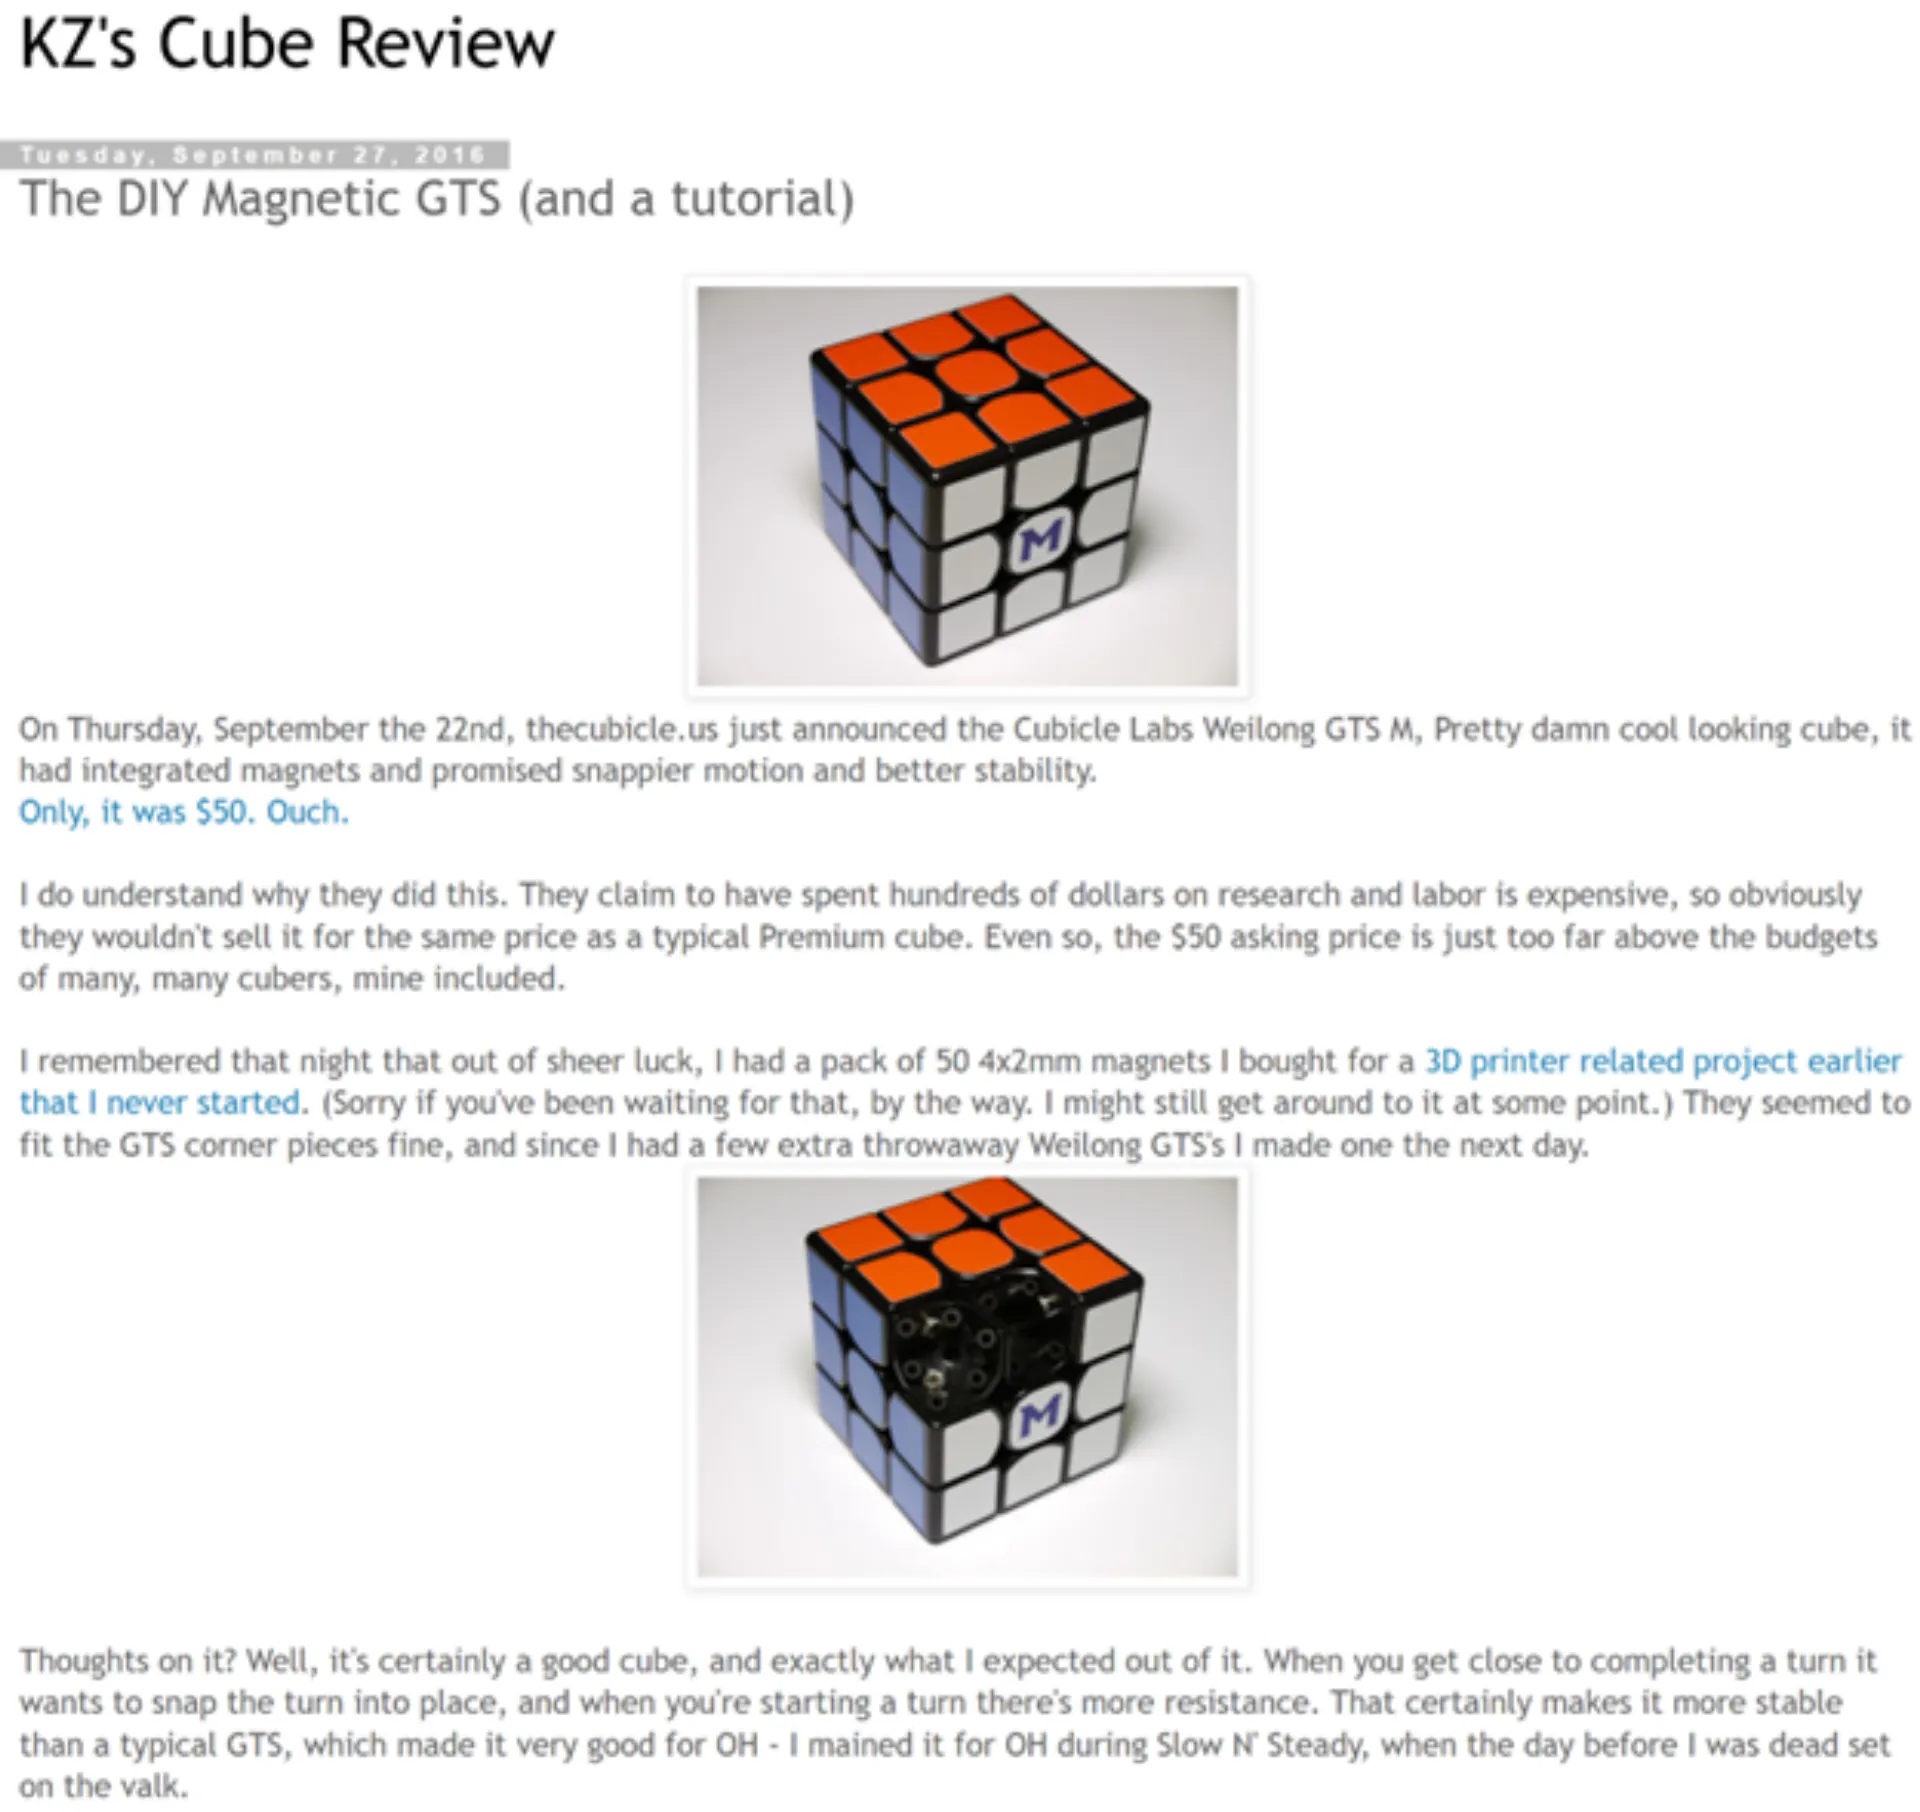 KZ's Cube Review
Tuesday, September 27, 2016
The DIY Magnetic GTS (and a tutorial)
M
On Thursday, September the 22nd, thecubicle.us just announced the Cubicle Labs Weilong GTS M, Pretty damn cool looking cube, it
had integrated magnets and promised snappier motion and better stability.
Only, it was $50. Ouch.
I do understand why they did this. They claim to have spent hundreds of dollars on research and labor is expensive, so obviously
they wouldn't sell it for the same price as a typical Premium cube. Even so, the $50 asking price is just too far above the budgets
of many, many cubers, mine included.
I remembered that night that out of sheer luck, I had a pack of 50 4x2mm magnets I bought for a 3D printer related project earlier
that I never started. (Sorry if you've been waiting for that, by the way. I might still get around to it at some point.) They seemed to
fit the GTS corner pieces fine, and since I had a few extra throwaway Weilong GTS's I made one the next day.
M
Thoughts on it? Well, it's certainly a good cube, and exactly what I expected out of it. When you get close to completing a turn it
wants to snap the turn into place, and when you're starting a turn there's more resistance. That certainly makes it more stable
than a typical GTS, which made it very good for OH - I mained it for OH during Slow N' Steady, when the day before I was dead set
on the valk.